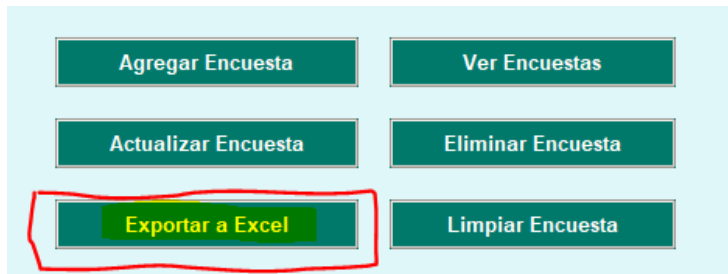 Agregar Encuesta
Ver Encuestas
Actualizar Encuesta
Eliminar Encuesta
Exportar a Excel
Limpiar Encuesta